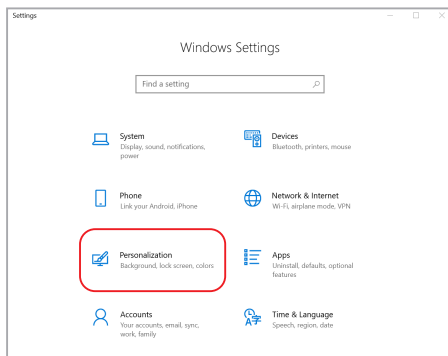 Settings
Windows Settings
Find a setting
System
Display, sound, notifications,
power
Devices
Bluetooth, printers, mouse
Phone
Link your Android, iPhone
Network & Internet
Wi-Fi, airplane mode, VPN
Personalization
Background, lock screen, colors
Apps
Uninstall, defaults, optional
features
Accounts
Your accounts, email, sync,
work, family
Time & Language
Speech, region, date